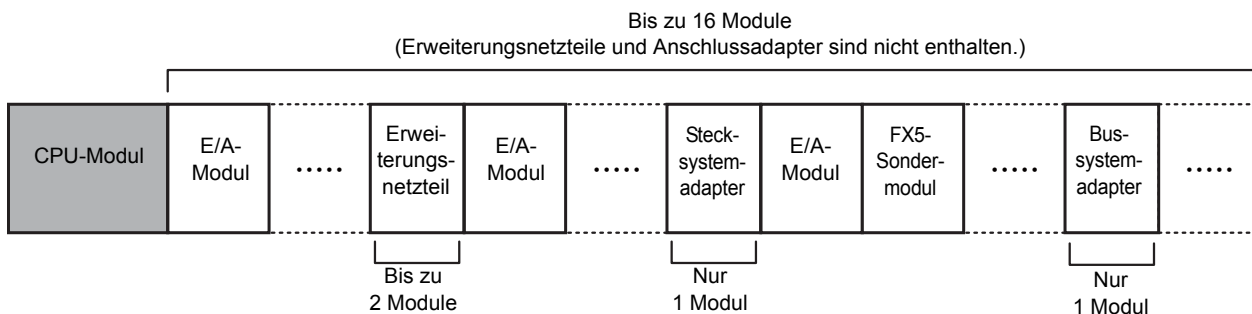 Bis zu 16 Module
(Erweiterungsnetzteile und Anschlussadapter sind nicht enthalten.)
CPU-Modul
E/A-
Modul
.....
Erwei-
terungs-
netzteil
E/A-
Modul
.....
Steck-
system-
adapter
E/A-
Modul
FX5-
Sonder-
modul
.....
Bus-
system-
adapter
.....
Bis zu
2 Module
Nur
1 Modul
Nur
1 Modul